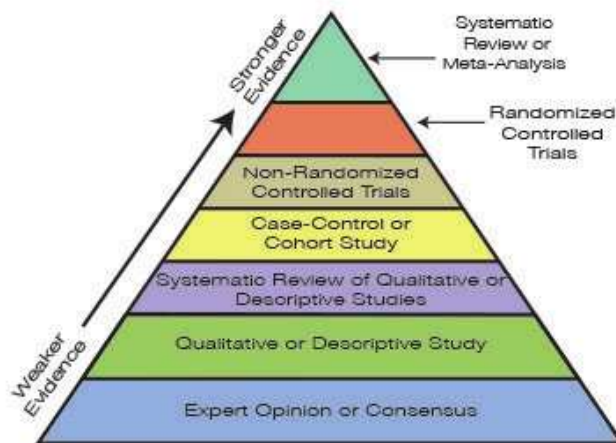 Systematic
Review or
Meta-Analysis
Randomized
Controlled
Trials
Stronger
Evidence
Non-Randomized
Controlled Trials
Case-Control or
Cohort Study
Systematic Review of Qualitative or
Descriptive Studies
Qualitative or Descriptive Study
Weaker
Evidence
Expert Opinion or Consensus